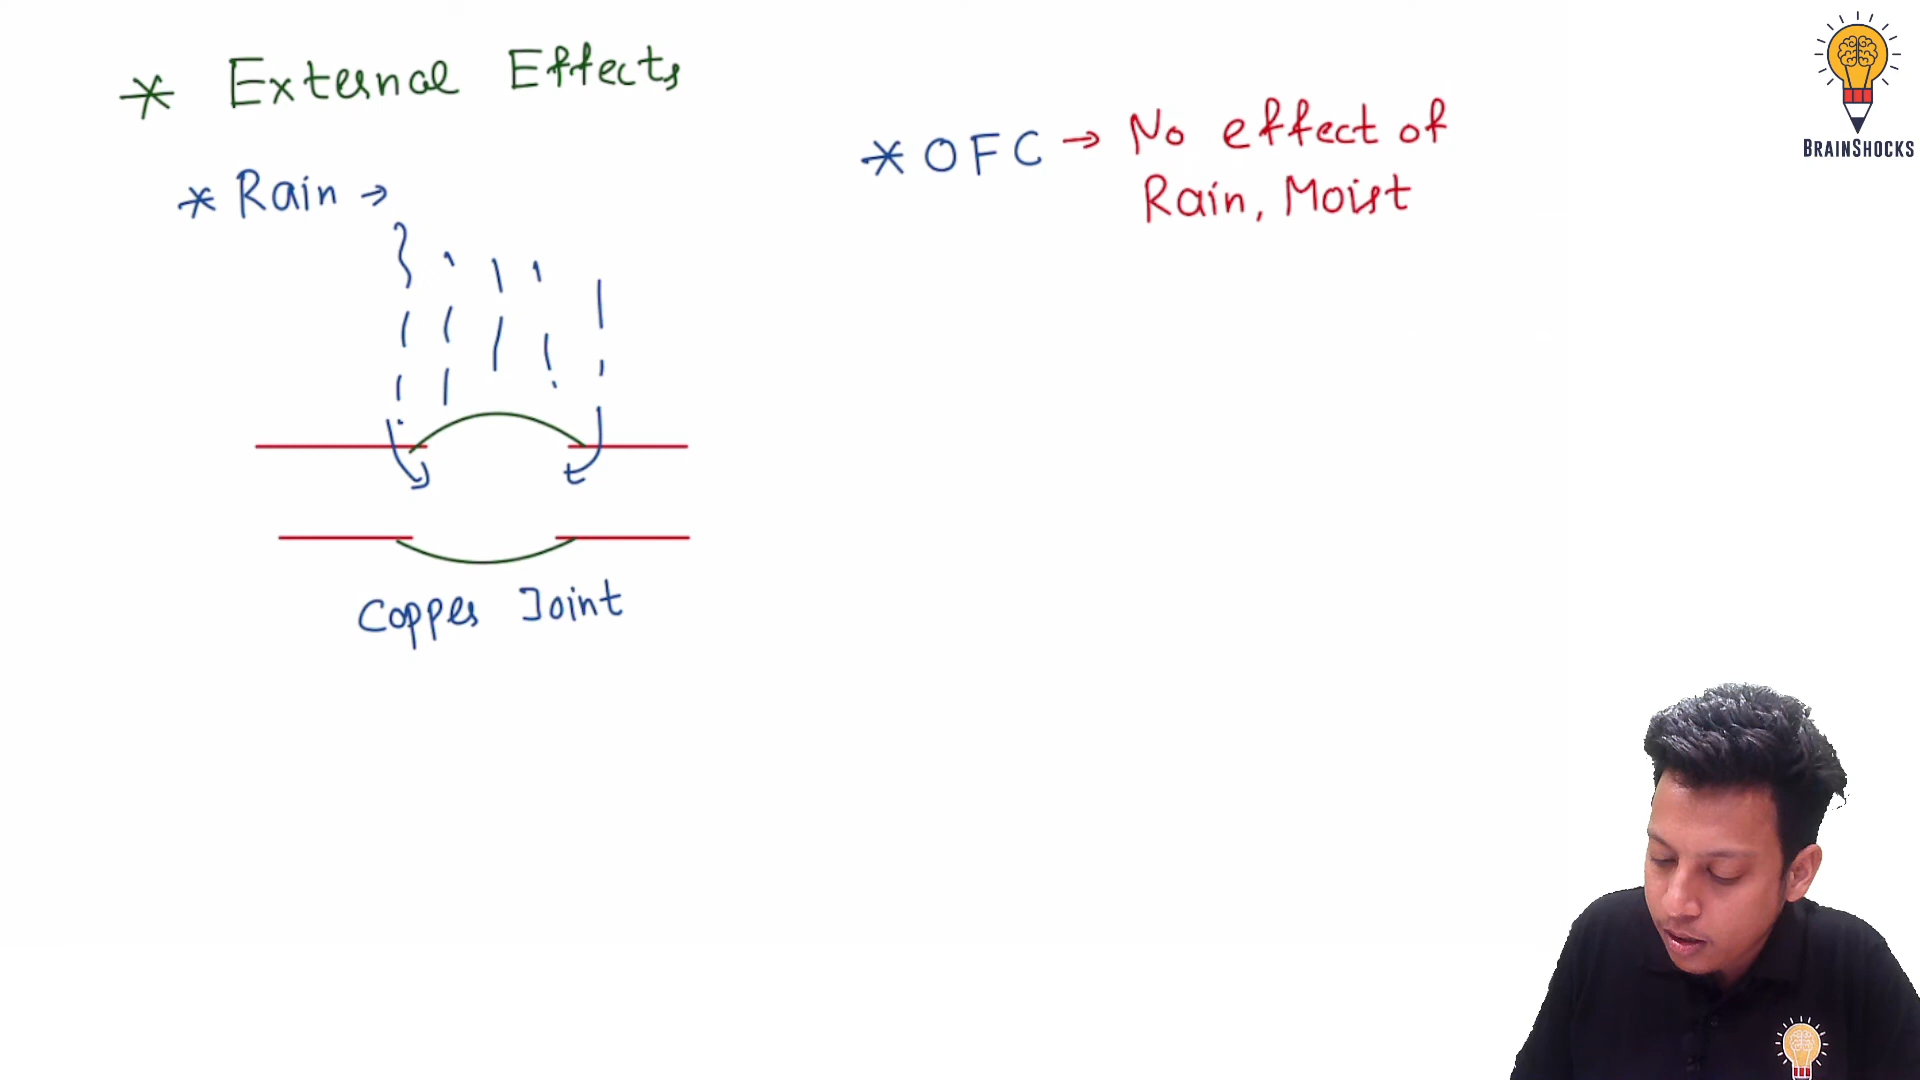 * External Effects
* Rain →
Copper Joint
* OFC → No effect of
Rain, Moist
BRAINSHOCKS